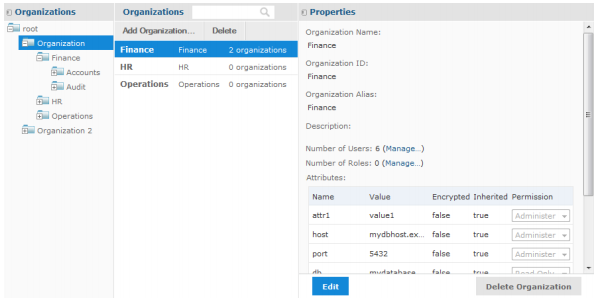 Organizations
root
Organization
Finance
Accounts
Audit
HR
Operations
Organization 2
Organizations
Add Organization... Delete
Finance Finance 2 organizations
HR HR 0 organizations
Operations Operations 0 organizations
Properties
Organization Name:
Finance
Organization ID:
Finance
Organization Alias:
Finance
Description:
Number of Users: 6 (Manage...)
Number of Roles: 0 (Manage...)
Attributes:
Name Value Encrypted Inherited Permission
attr1 value1 false true Administer
host mydbhost.ex... false true Administer
port 5432 false true Administer
db mydatabase false true Read Only
Edit Delete Organization